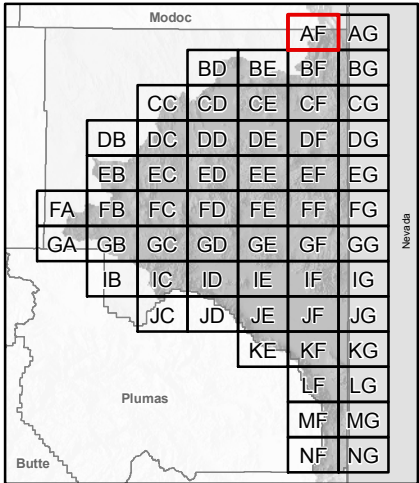 Modoc
AF AG
BD BE BF BG
CC CD CE CF CG
DB DC DD DE DF DG
EB EC ED EE EF EG
FA FB FC FD FE FF FG
GA GB GC GD GE GF GG
Nevada
IB IC ID IE IF IG
JC JD JE JF JG
KE KF KG
LF LG
Plumas
MF MG
Butte
NF NG